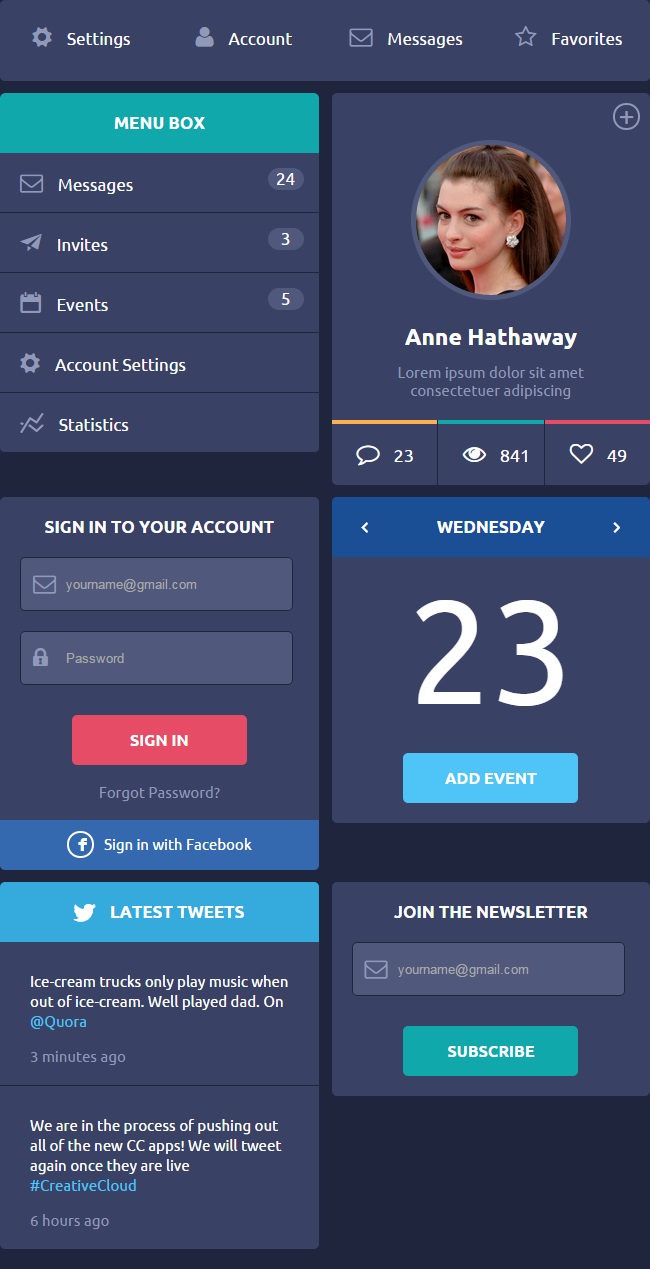 Settings
Account
Messages
Favorites
MENU BOX
Messages 24
Invites 3
Events 5
Account Settings
Statistics
Anne Hathaway
Lorem ipsum dolor sit amet
consectetuer adipiscing
23
841
49
SIGN IN TO YOUR ACCOUNT
yourname@gmail.com
Password
SIGN IN
Forgot Password?
f Sign in with Facebook
WEDNESDAY
23
ADD EVENT
LATEST TWEETS
Ice-cream trucks only play music when
out of ice-cream. Well played dad. On
@Quora
3 minutes ago
We are in the process of pushing out
all of the new CC apps! We will tweet
again once they are live
#CreativeCloud
6 hours ago
JOIN THE NEWSLETTER
yourname@gmail.com
SUBSCRIBE